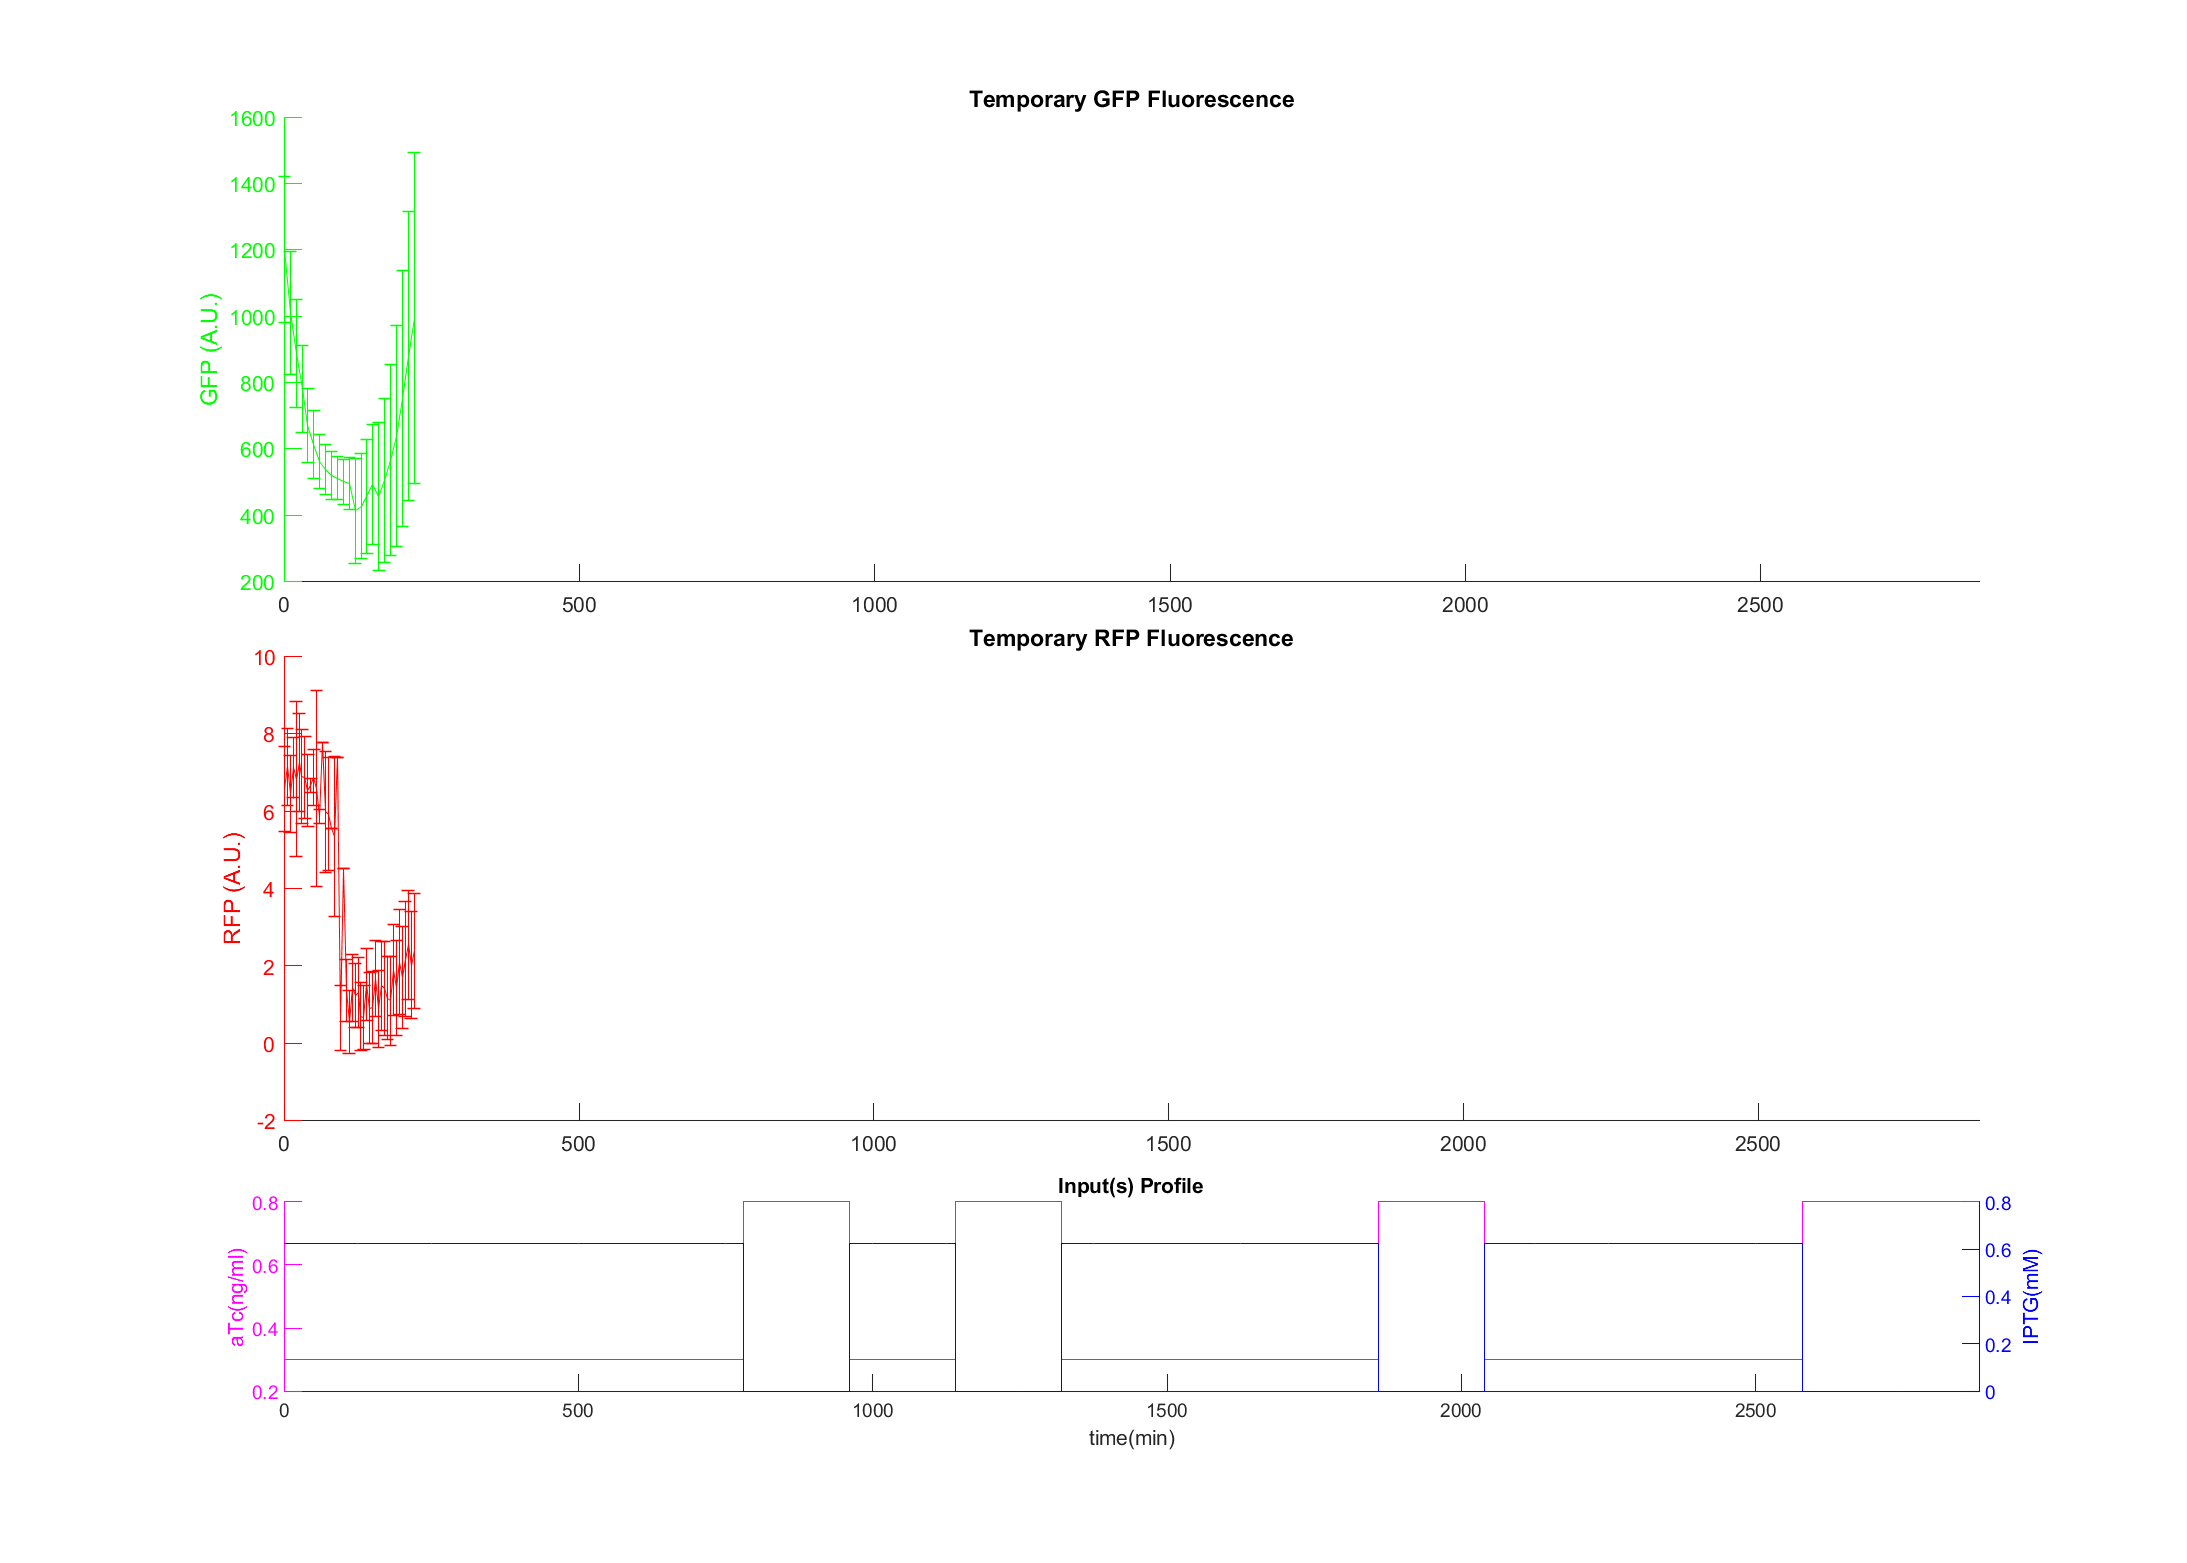 Temporary GFP Fluorescence
1600
1400
1200
1000
800
600
400
200
GFP (A.U.)
0 500 1000 1500 2000 2500
Temporary RFP Fluorescence
10
8
6
4
2
0
-2
RFP (A.U.)
0 500 1000 1500 2000 2500
Input(s) Profile
0.8
0.6
0.4
0.2
aTc(ng/ml)
0.8
0.6
0.4
0.2
0
IPTG(mM)
0 500 1000 1500 2000 2500
time(min)